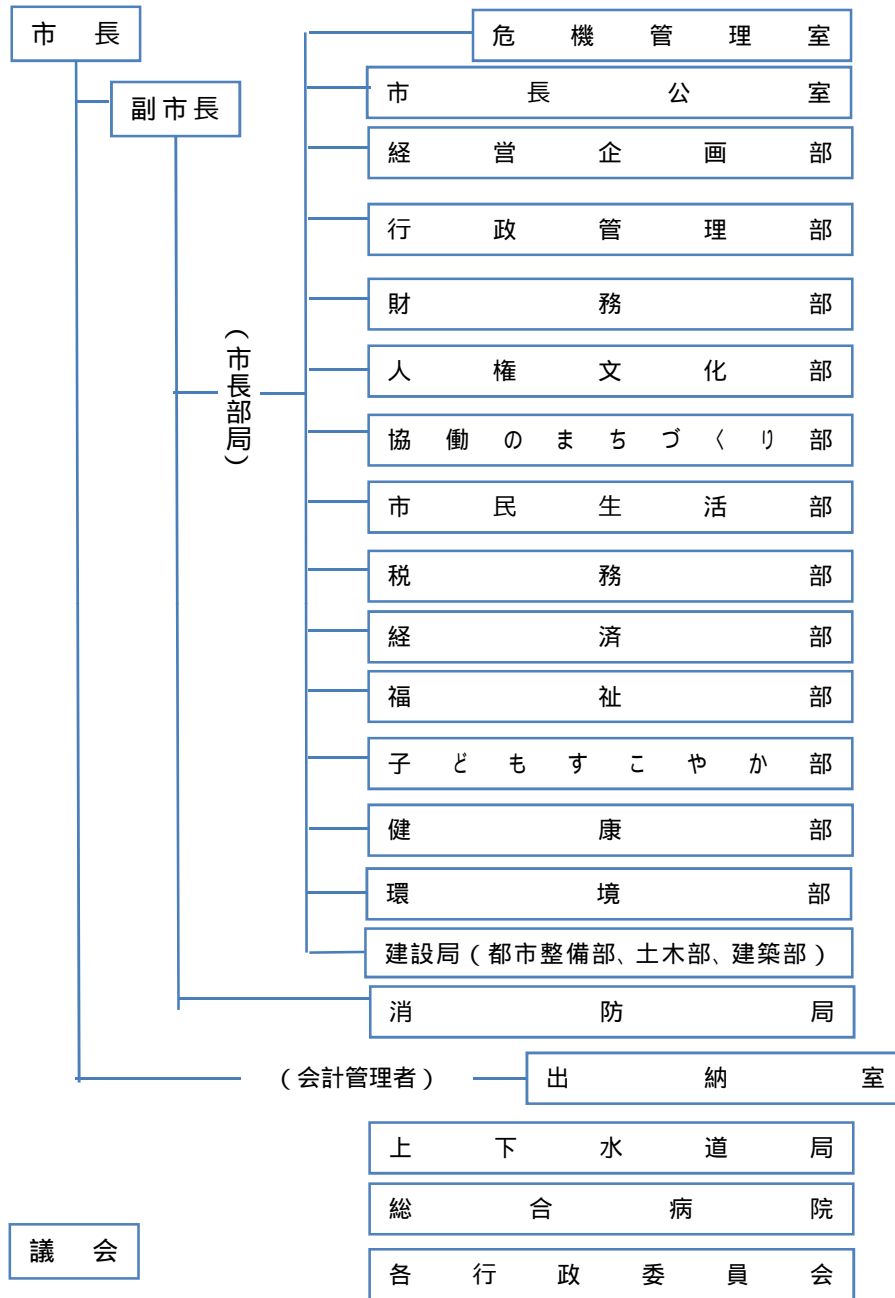 市長
危機管理室
市長公室
副市長
経営企画部
行政管理部
財務部
(市長部局)
人権文化部
協働のまちづくり部
市民生活部
税務部
経済部
福祉部
子どもすこやか部
健康部
環境部
建設局(都市整備部、土木部、建築部)
消防局
(会計管理者)
出納室
上下水道局
総合病院
議会
各行政委員会